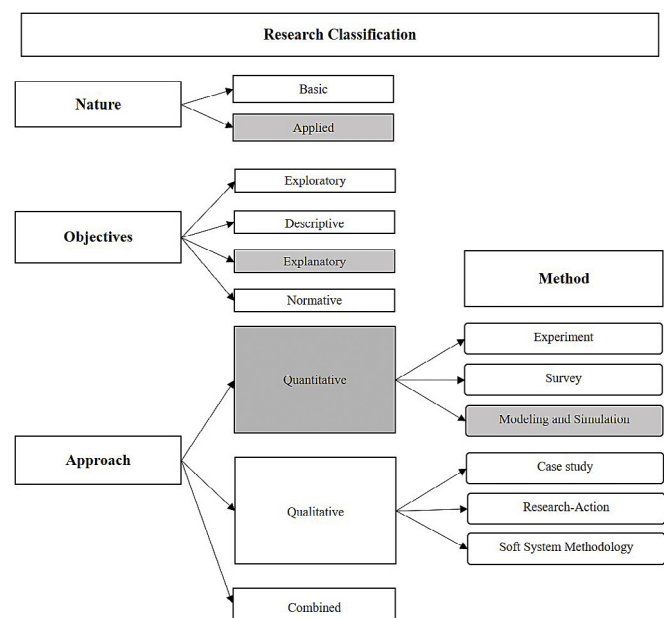 Research Classification
Nature
Basic
Applied
Objectives
Exploratory
Descriptive
Explanatory
Normative
Method
Approach
Quantitative
Experiment
Survey
Modeling and Simulation
Qualitative
Case study
Research-Action
Soft System Methodology
Combined